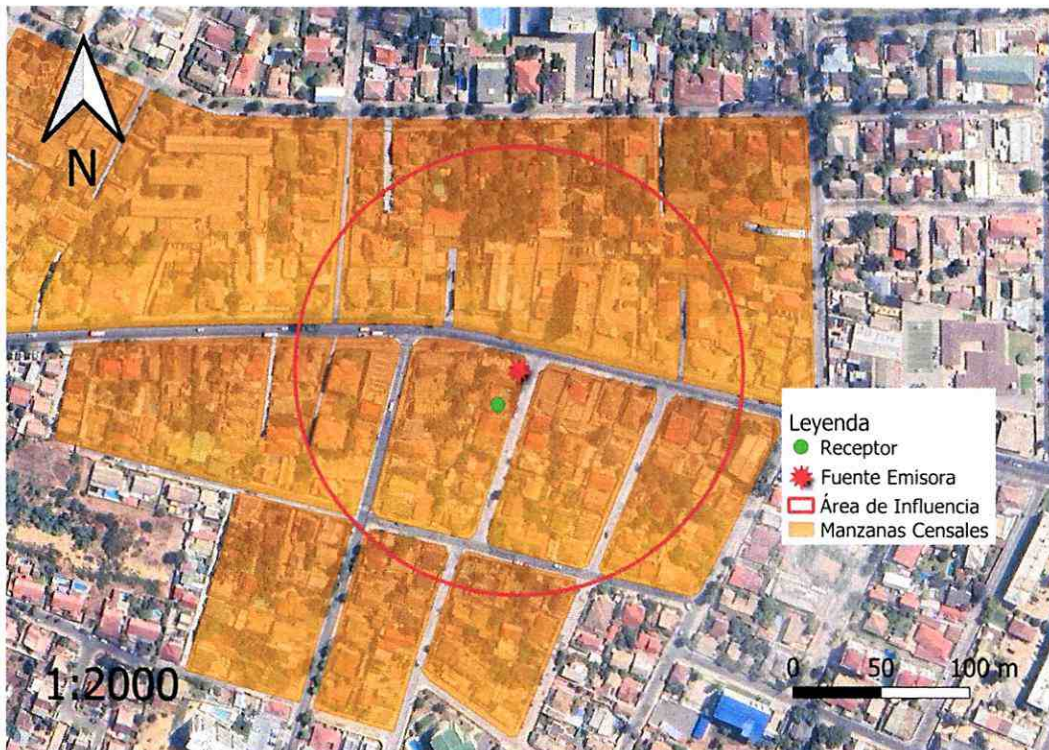 N
Leyenda
Receptor
Fuente Emisora
Área de Influencia
Manzanas Censales
1:2000
0 50 100 m